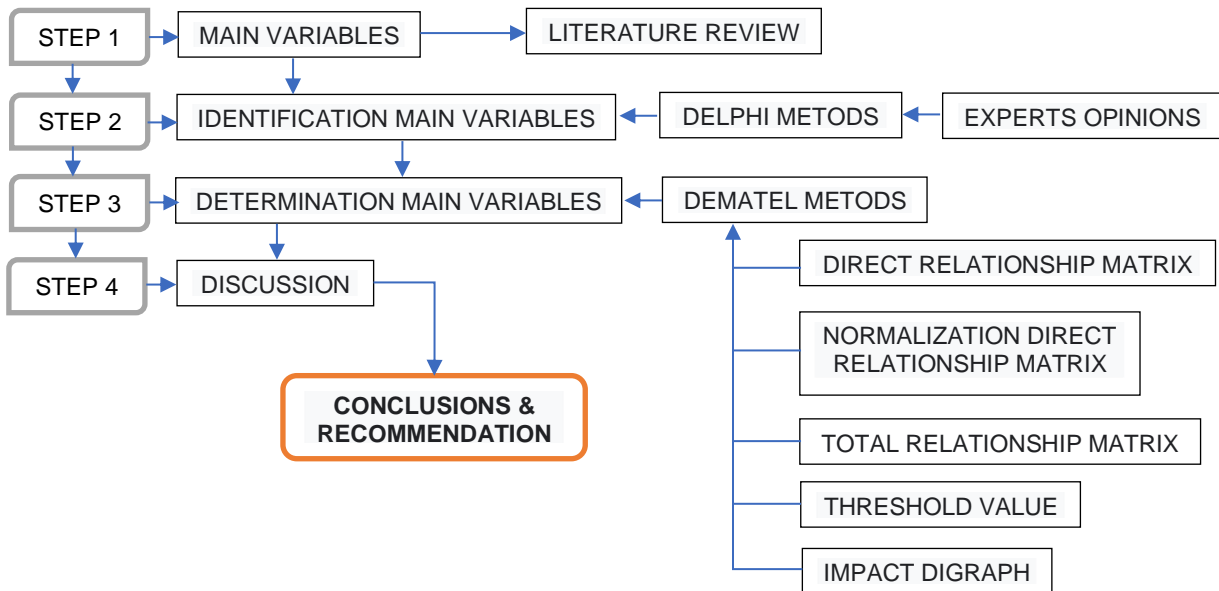 STEP 1
MAIN VARIABLES
LITERATURE REVIEW
STEP 2
IDENTIFICATION MAIN VARIABLES
DELPHI METODS
EXPERTS OPINIONS
STEP 3
DETERMINATION MAIN VARIABLES
DEMATEL METODS
DIRECT RELATIONSHIP MATRIX
STEP 4
DISCUSSION
NORMALIZATION DIRECT
RELATIONSHIP MATRIX
CONCLUSIONS &
RECOMMENDATION
TOTAL RELATIONSHIP MATRIX
THRESHOLD VALUE
IMPACT DIGRAPH